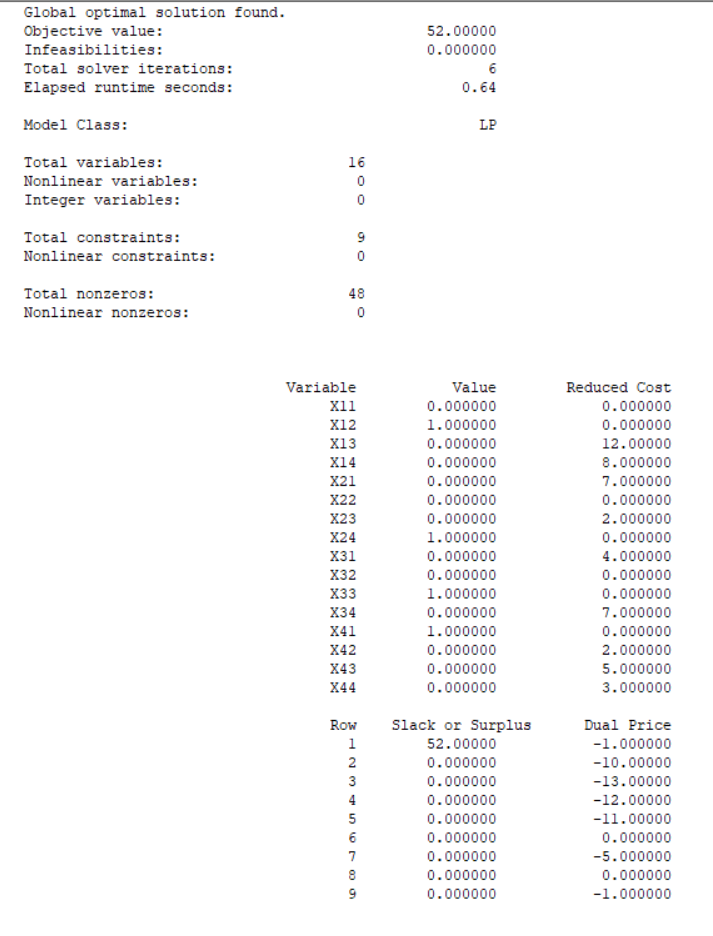 Global optimal solution found.
Objective value: 52.00000
Infeasibilities: 0.000000
Total solver iterations: 6
Elapsed runtime seconds: 0.64
Model Class: LP
Total variables: 16
Nonlinear variables: 0
Integer variables: 0
Total constraints: 9
Nonlinear constraints: 0
Total nonzeros: 48
Nonlinear nonzeros: 0
Variable Value Reduced Cost
X11 0.000000 0.000000
X12 1.000000 0.000000
X13 0.000000 12.00000
X14 0.000000 8.000000
X21 0.000000 7.000000
X22 0.000000 0.000000
X23 0.000000 2.000000
X24 1.000000 0.000000
X31 0.000000 4.000000
X32 0.000000 0.000000
X33 1.000000 0.000000
X34 0.000000 7.000000
X41 1.000000 0.000000
X42 0.000000 2.000000
X43 0.000000 5.000000
X44 0.000000 3.000000
Row Slack or Surplus Dual Price
1 52.00000 -1.000000
2 0.000000 -10.00000
3 0.000000 -13.00000
4 0.000000 -12.00000
5 0.000000 -11.00000
6 0.000000 0.000000
7 0.000000 -5.000000
8 0.000000 0.000000
9 0.000000 -1.000000